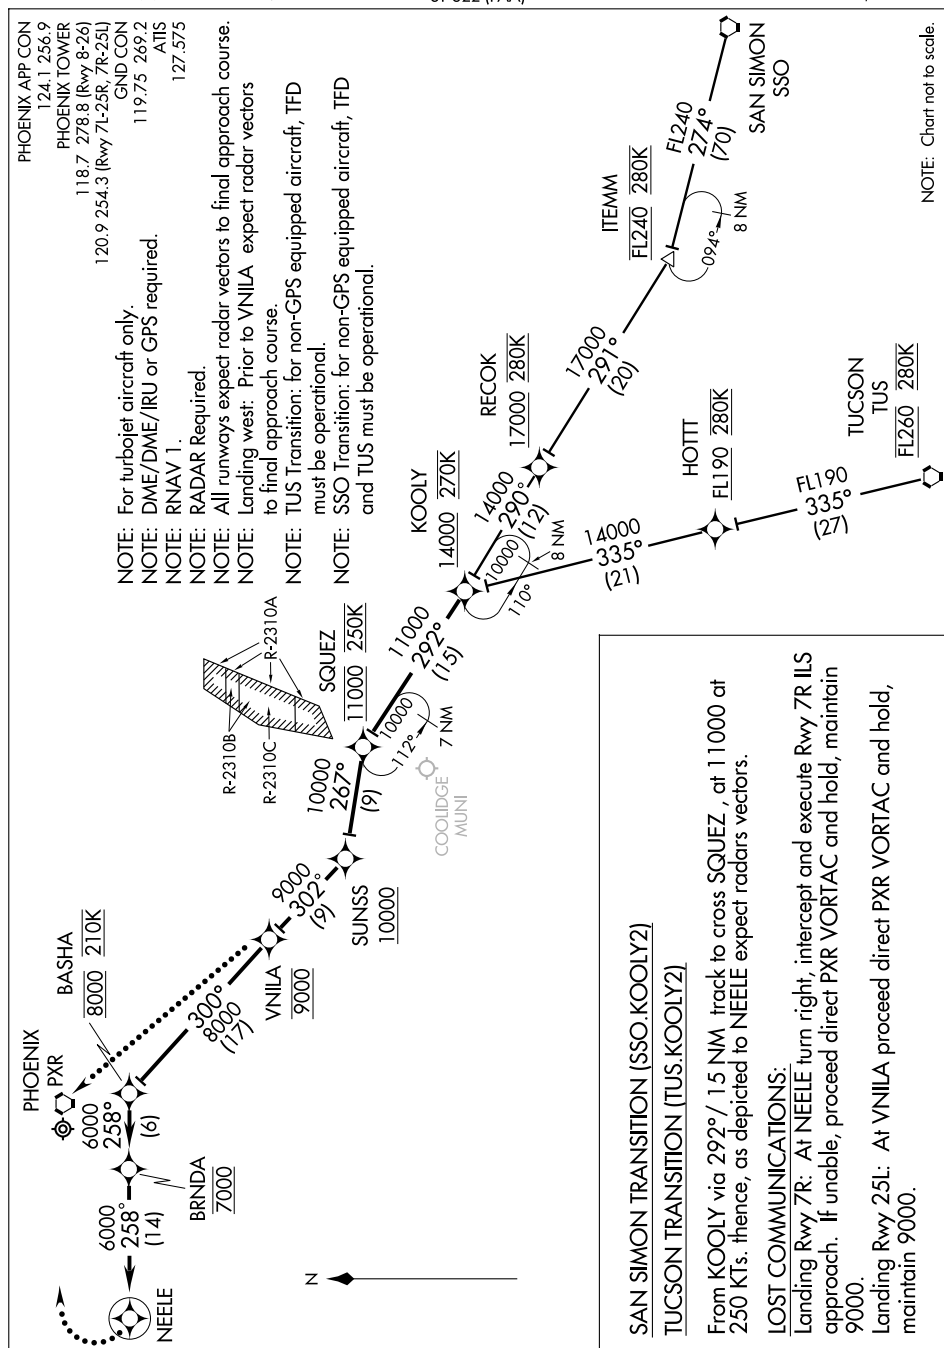 PHOENIX APP CON
124.1 256.9
PHOENIX TOWER
118.7 278.8 (Rwy 8-26)
120.9 254.3 (Rwy 7L-25R, 7R-25L)
GND CON
119.75 269.2
ATIS
127.575
NOTE: For turbojet aircraft only.
NOTE: DME/DME/IRU or GPS required.
NOTE: RNAV 1.
NOTE: RADAR Required.
NOTE: All runways expect radar vectors to final approach course.
NOTE: Landing west: Prior to VNILA expect radar vectors
to final approach course.
NOTE: TUS Transition: for non-GPS equipped aircraft, TFD
must be operational.
NOTE: SSO Transition: for non-GPS equipped aircraft, TFD
and TUS must be operational.
SAN SIMON
SSO
FL240
274°
(70)
ITEMM
FL240 280K
094°
8 NM
17000
291°
(20)
RECOK
17000 280K
14000
290°
(12)
KOOLY
14000 270K
10000
110°
8 NM
HOTTT
FL190 280K
14000
335°
(21)
TUCSON
TUS
FL260 280K
FL190
335°
(27)
11000
292°
(15)
SQUEZ
11000 250K
10000
112°
7 NM
R-2310A
R-2310B
R-2310C
COOLIDGE
MUNI
10000
267°
(9)
SUNSS
10000
9000
302°
(9)
VNILA
9000
300°
8000
(17)
BASHA
8000 210K
PHOENIX
PXR
6000
258°
(6)
BRNDA
7000
6000
258°
(14)
NEELE
N
NOTE: Chart not to scale.
SAN SIMON TRANSITION (SSO.KOOLY2)
TUCSON TRANSITION (TUS.KOOLY2)
From KOOLY via 292°/ 15 NM track to cross SQUEZ , at 11000 at
250 KTs. thence, as depicted to NEELE expect radars vectors.
LOST COMMUNICATIONS:
Landing Rwy 7R: At NEELE turn right, intercept and execute Rwy 7R ILS
approach. If unable, proceed direct PXR VORTAC and hold, maintain
9000.
Landing Rwy 25L: At VNILA proceed direct PXR VORTAC and hold,
maintain 9000.